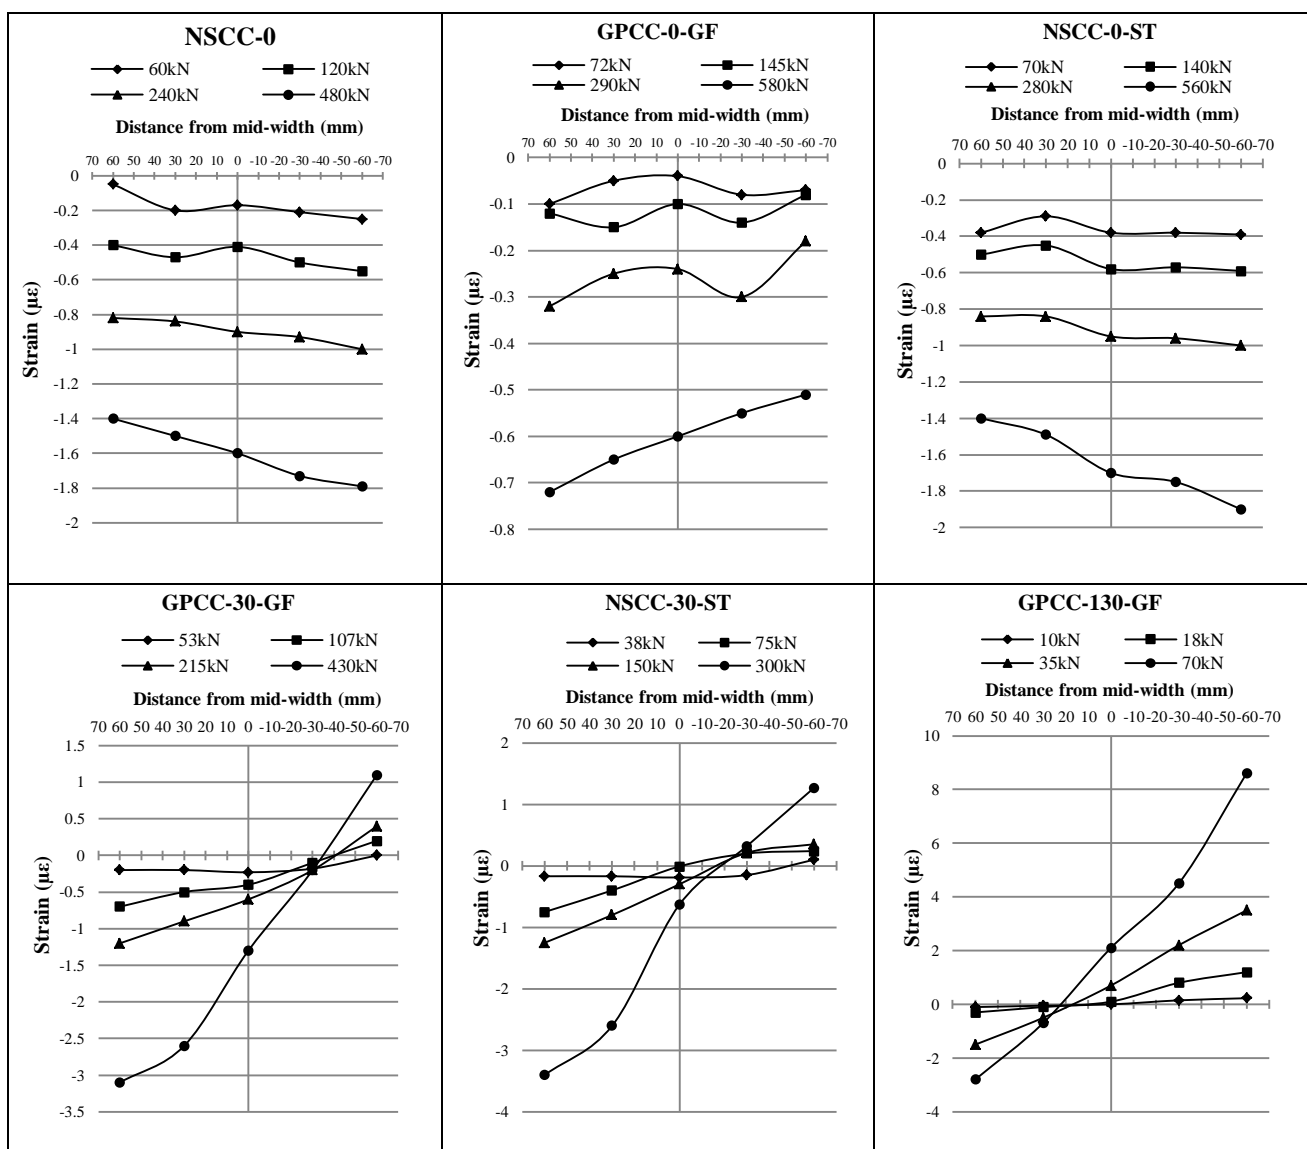 NSCC-0
60kN 120kN
240kN 480kN
Distance from mid-width (mm)
70 60 40 30 20 0 -10 -30 -40 -60 -70
0
-0.2
-0.4
-0.6
-0.8
-1
-1.2
-1.4
-1.6
-1.8
-2
Strain (με)
GPCC-0-GF
72kN 145kN
290kN 580kN
Distance from mid-width (mm)
70 60 40 30 20 10 0 -10 -20 -30 -40 -50 -60 -70
0
-0.1
-0.2
-0.3
-0.4
-0.5
-0.6
-0.7
-0.8
Strain (με)
NSCC-0-ST
70kN 140kN
280kN 560kN
Distance from mid-width (mm)
70 60 40 30 20 0 -10 -20 -30 -40 -50 -60 -70
0
-0.2
-0.4
-0.6
-0.8
-1
-1.2
-1.4
-1.6
-1.8
-2
Strain (με)
GPCC-30-GF
53kN 107kN
215kN 430kN
Distance from mid-width (mm)
70 60 40 30 20 10 0 -10 -20 -30 -40 -50 -60 -70
1.5
1
0.5
0
-0.5
-1
-1.5
-2
-2.5
-3
-3.5
Strain (με)
NSCC-30-ST
38kN 75kN
150kN 300kN
Distance from mid-width (mm)
70 60 40 30 20 10 0 -10 -20 -30 -40 -50 -60 -70
2
1
0
-1
-2
-3
-4
Strain (με)
GPCC-130-GF
10kN 18kN
35kN 70kN
Distance from mid-width (mm)
70 60 40 30 20 0 -10 -20 -30 -40 -50 -60 -70
10
8
6
4
2
0
-2
-4
Strain (με)